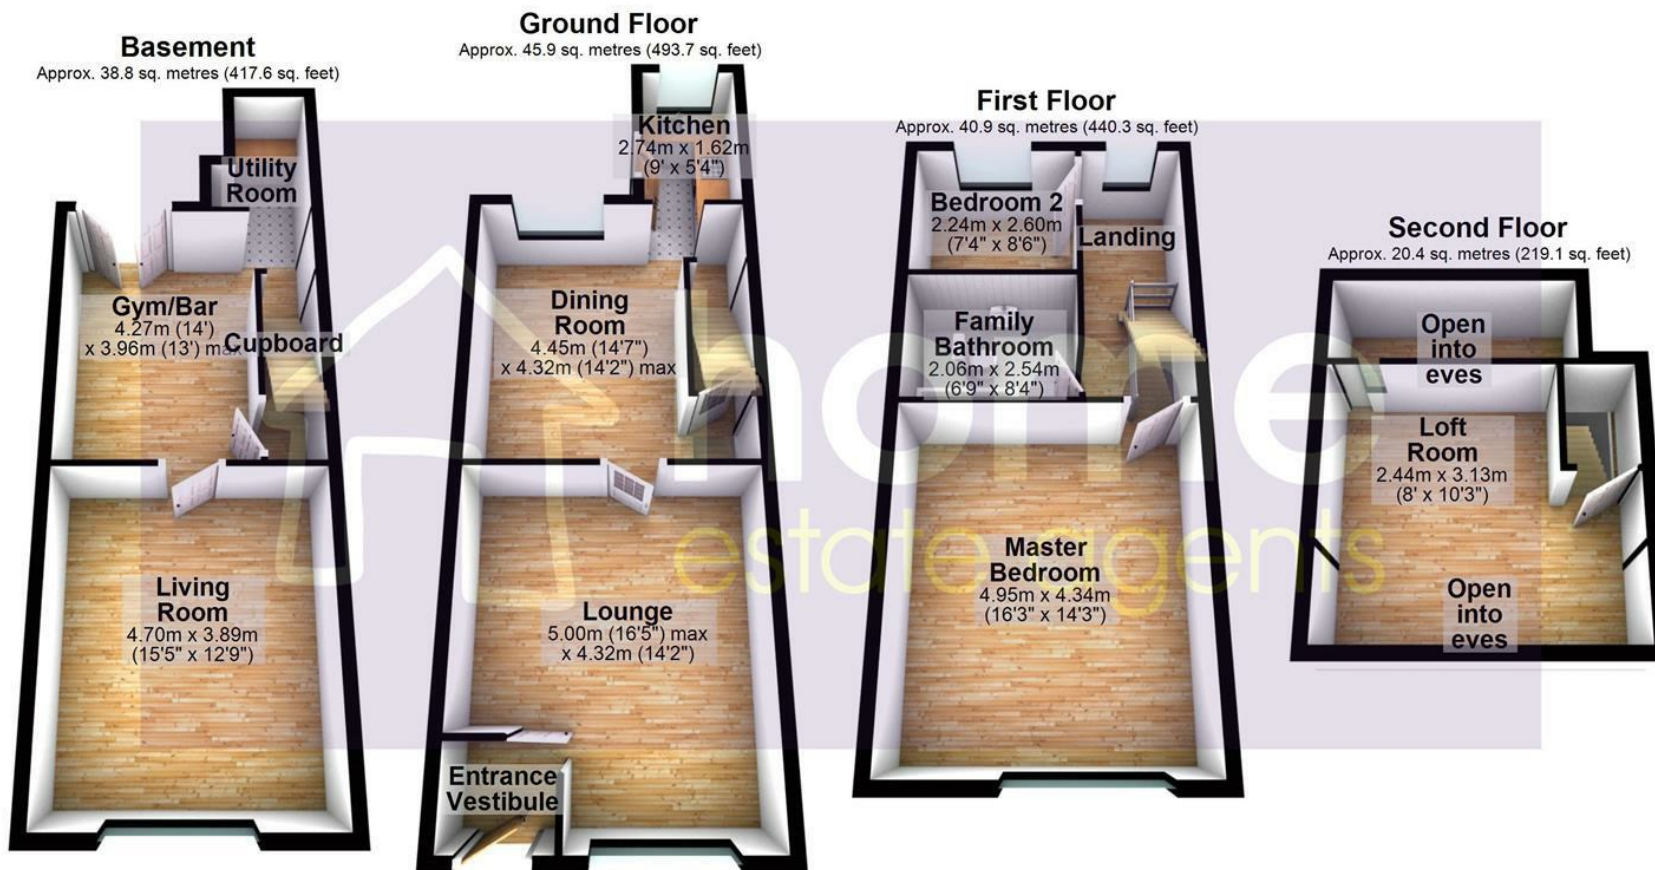 Basement
Approx. 38.8 sq. metres (417.6 sq. feet)
Utility
Room
Gym/Bar
4.27m (14')
x 3.96m (13') max
Cupboard
Living
Room
4.70m x 3.89m
(15'5" x 12'9")
Ground Floor
Approx. 45.9 sq. metres (493.7 sq. feet)
Kitchen
2.74m x 1.62m
(9' x 5'4")
Dining
Room
4.45m (14'7")
x 4.32m (14'2") max
Lounge
5.00m (16'5") max
x 4.32m (14'2")
Entrance
Vestibule
First Floor
Approx. 40.9 sq. metres (440.3 sq. feet)
Bedroom 2
2.24m x 2.60m
(7'4" x 8'6")
Landing
Family
Bathroom
2.06m x 2.54m
(6'9" x 8'4")
Master
Bedroom
4.95m x 4.34m
(16'3" x 14'3")
Second Floor
Approx. 20.4 sq. metres (219.1 sq. feet)
Open
into
eves
Loft
Room
2.44m x 3.13m
(8' x 10'3")
Open
into
eves
home
estate agents